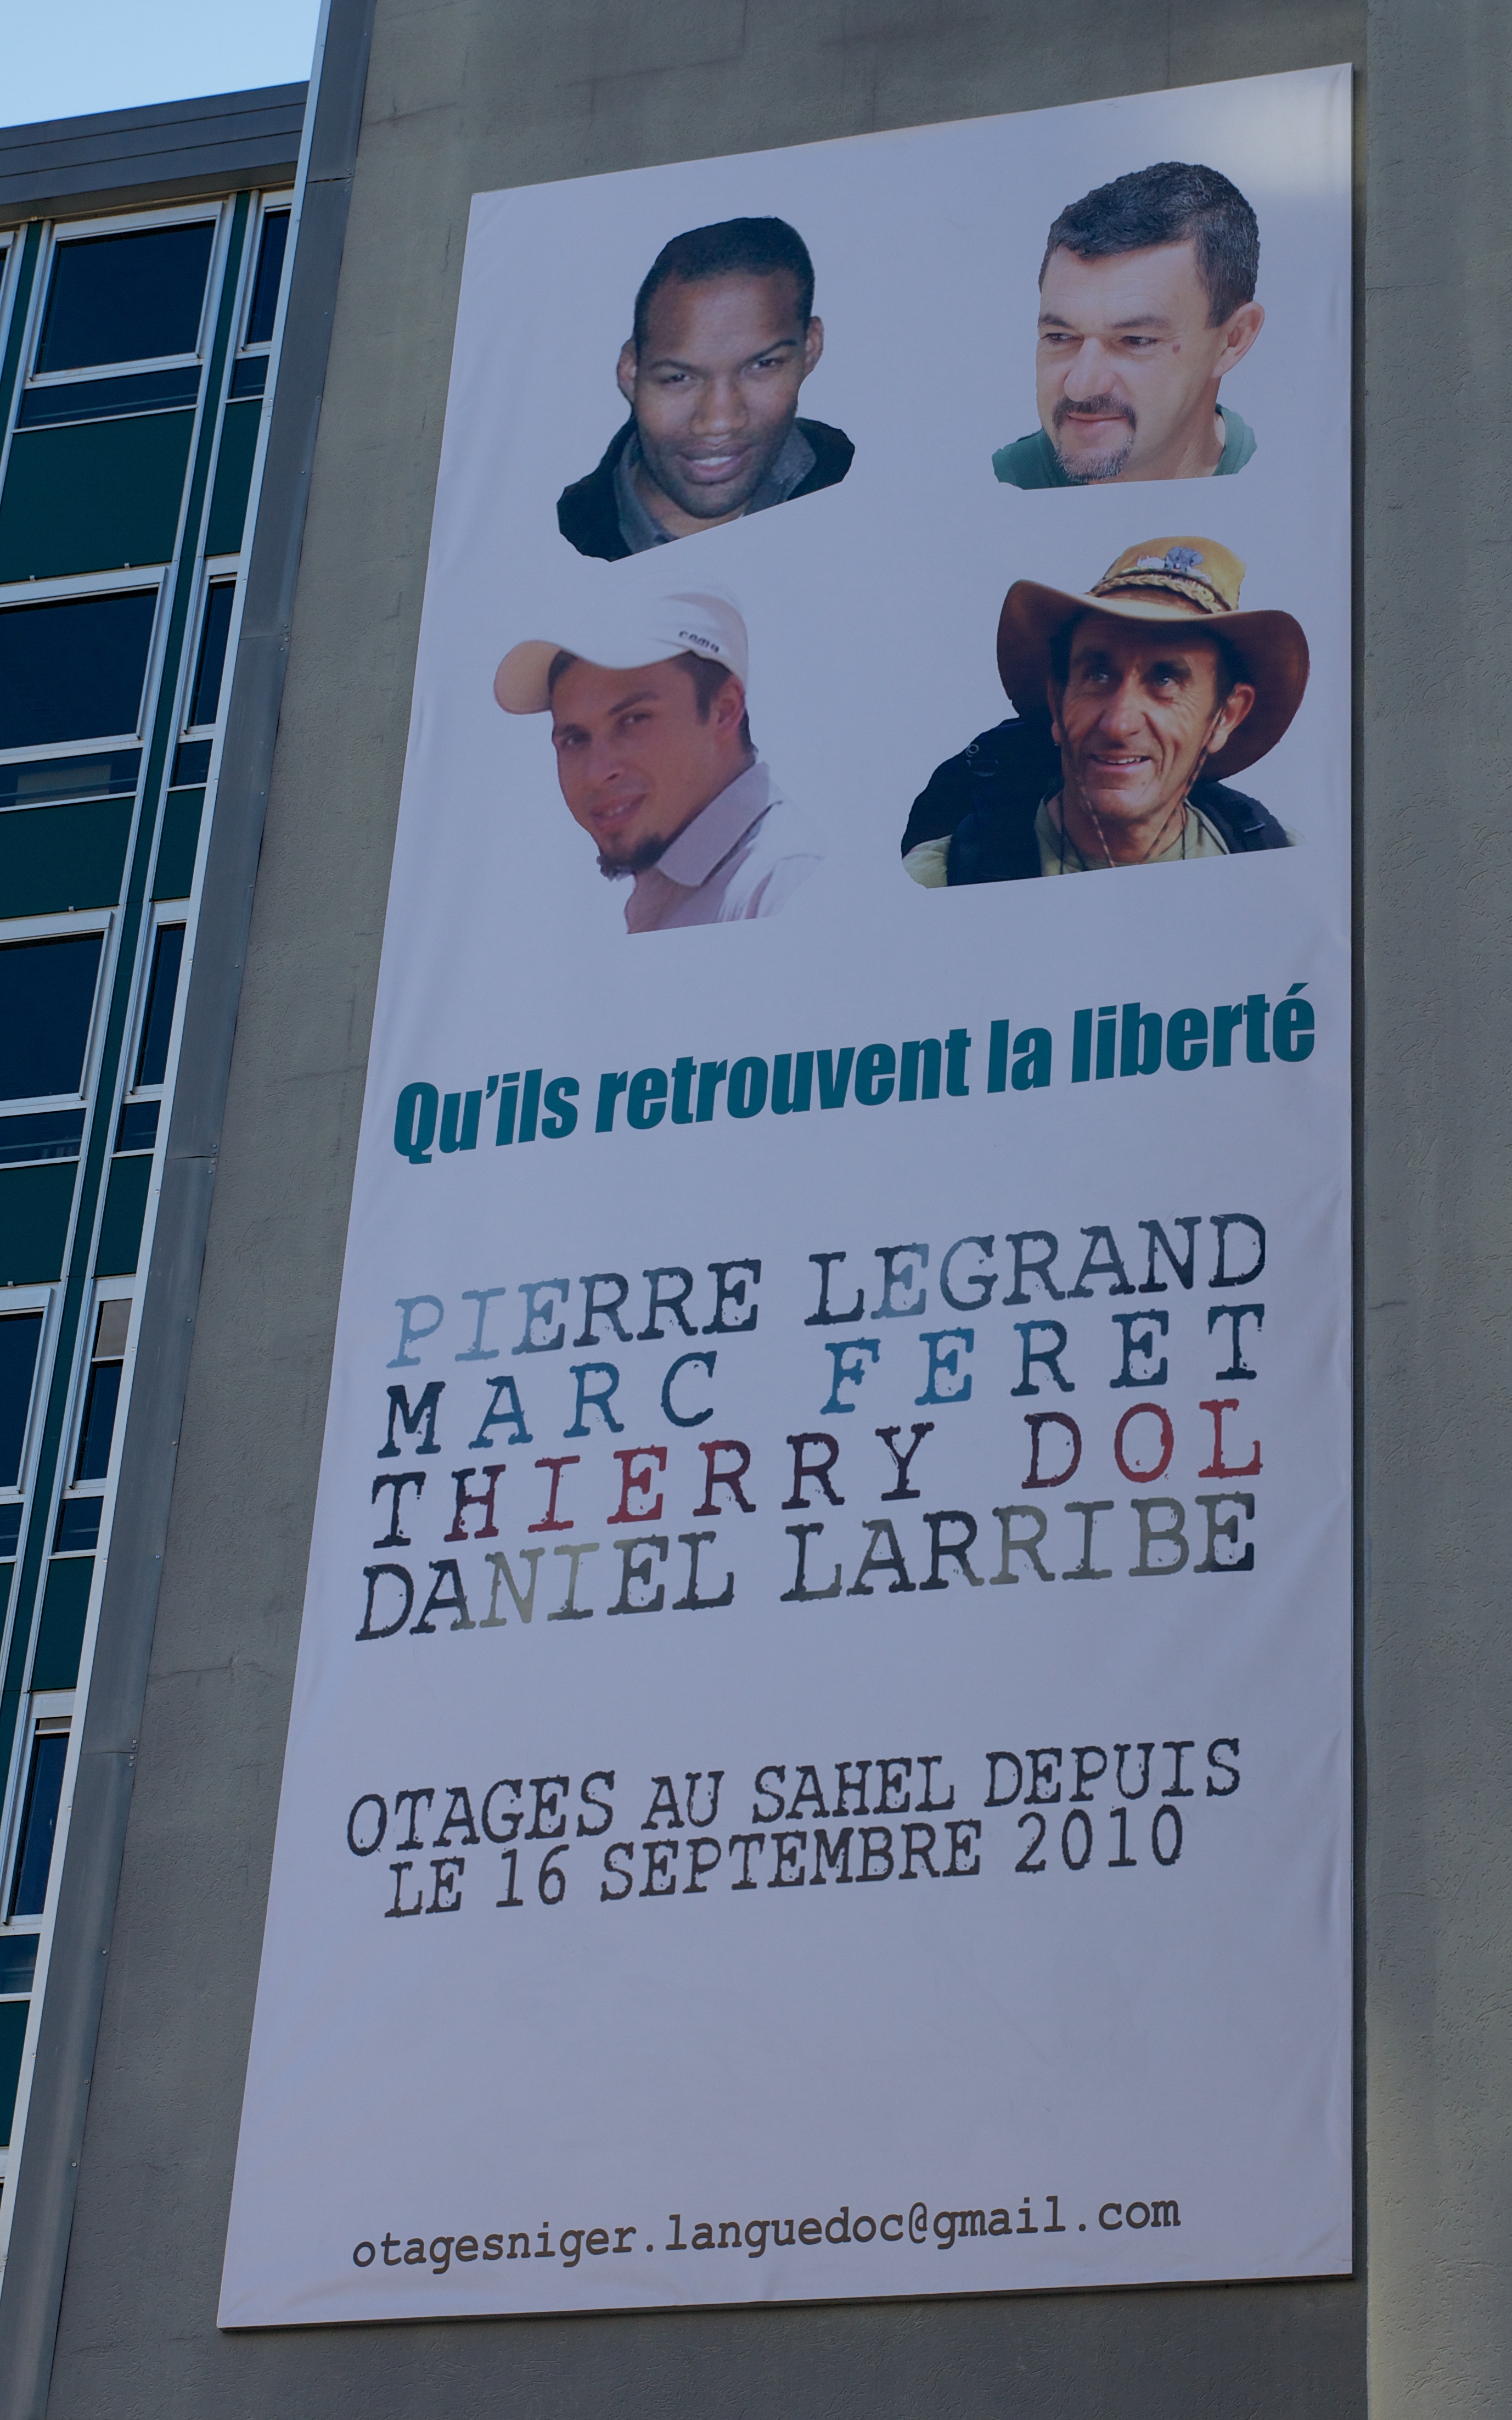 coma
Qu'ils retrouvent la liberté
PIERRE LEGRAND
MARC FERET
THIERRY DOL
DANIEL LARRIBE
OTAGES AU SAHEL DEPUIS
LE 16 SEPTEMBRE 2010
otagesniger.languedoc@gmail.com